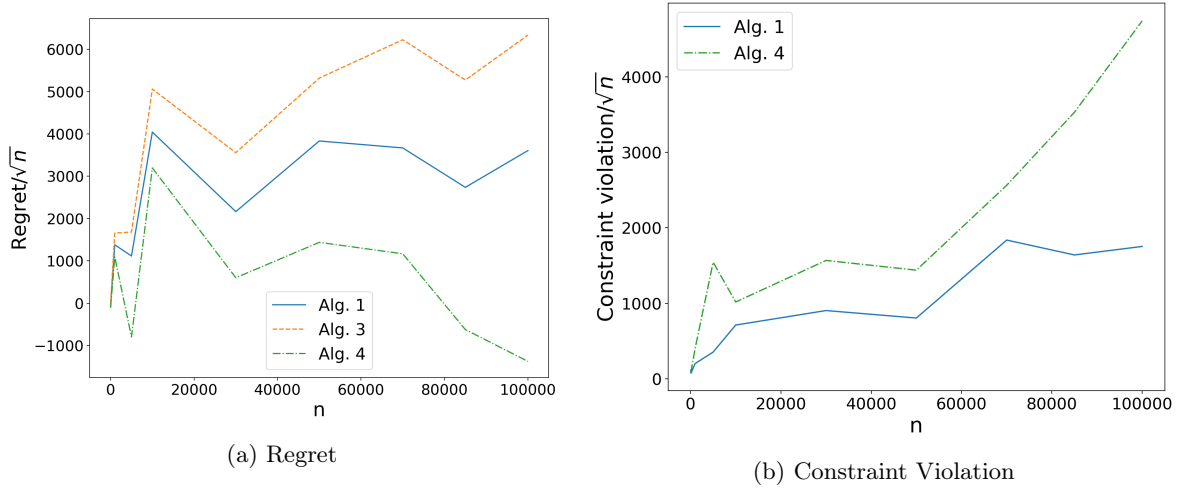 Regret/√n
6000
5000
4000
3000
2000
1000
0
−1000
Alg. 1
Alg. 3
Alg. 4
0 20000 40000 60000 80000 100000
n
(a) Regret
Constraint violation/√n
4000
3000
2000
1000
0
Alg. 1
Alg. 4
0 20000 40000 60000 80000 100000
n
(b) Constraint Violation